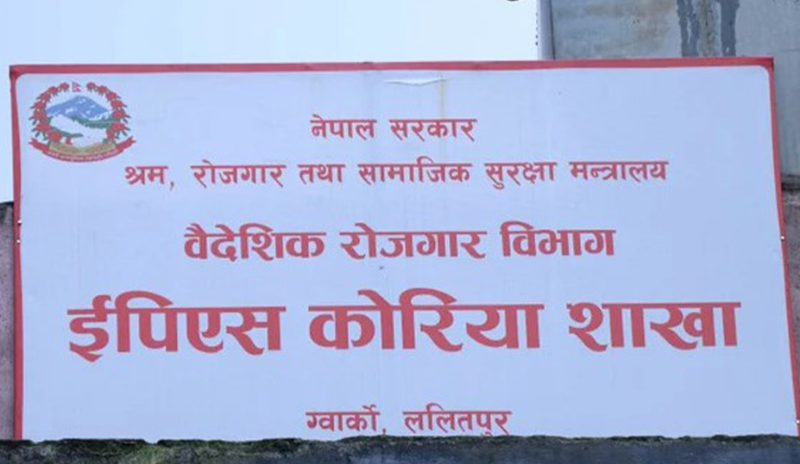 नेपाल सरकार
श्रम, रोजगार तथा सामाजिक सुरक्षा मन्त्रालय
वैदेशिक रोजगार विभाग
ईपिएस कोरिया शाखा
ग्वार्को, ललितपुर